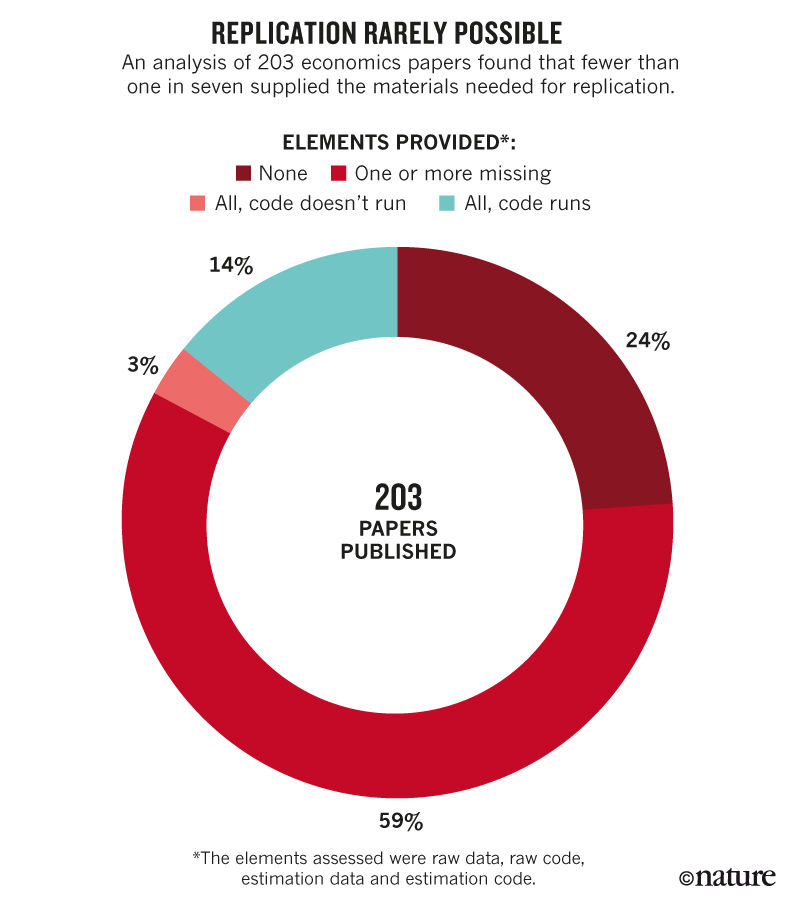 REPLICATION RARELY POSSIBLE
An analysis of 203 economics papers found that fewer than
one in seven supplied the materials needed for replication.
ELEMENTS PROVIDED*:
None One or more missing
All, code doesn’t run All, code runs
14%
24%
3%
203
PAPERS
PUBLISHED
59%
*The elements assessed were raw data, raw code,
estimation data and estimation code.
©nature